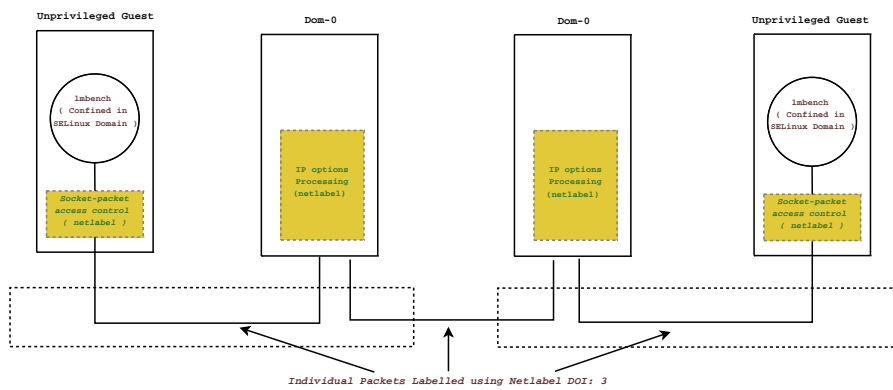 Unprivileged Guest
Dom-0
Dom-0
Unprivileged Guest
lmbench
( Confined in
SELinux Domain )
Socket-packet
access control
( netlabel )
IP options
Processing
(netlabel)
IP options
Processing
(netlabel)
lmbench
( Confined in
SELinux Domain )
Socket-packet
access control
( netlabel )
Individual Packets Labelled using Netlabel DOI: 3